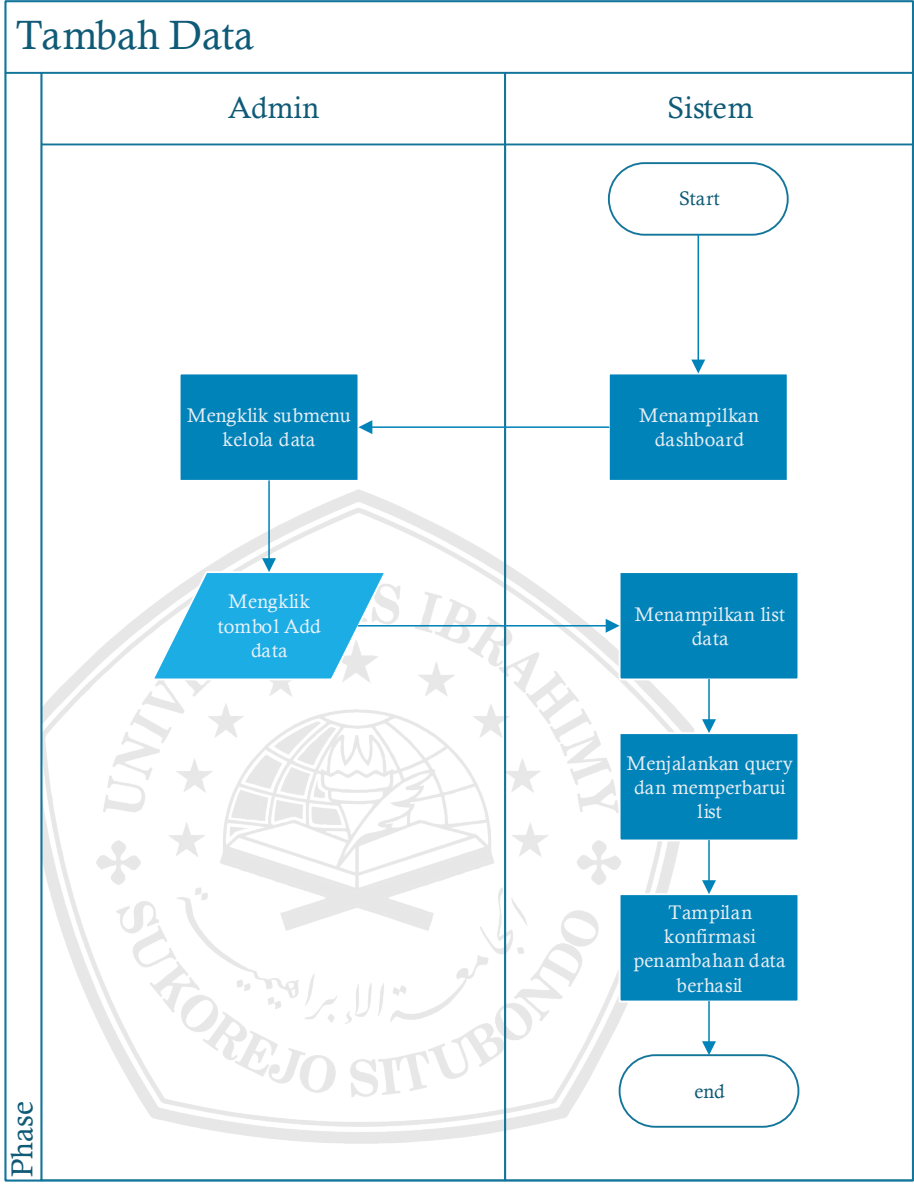 Tambah Data
Admin
Sistem
Start
Menampilkan
dashboard
Mengklik submenu
kelola data
Mengklik
tombol Add
data
Menampilkan list
data
Menjalankan query
dan memperbarui
list
Tampilan
konfirmasi
penambahan data
berhasil
end
Phase
IBRAHIMY
SUKOREJO SITUBONDO